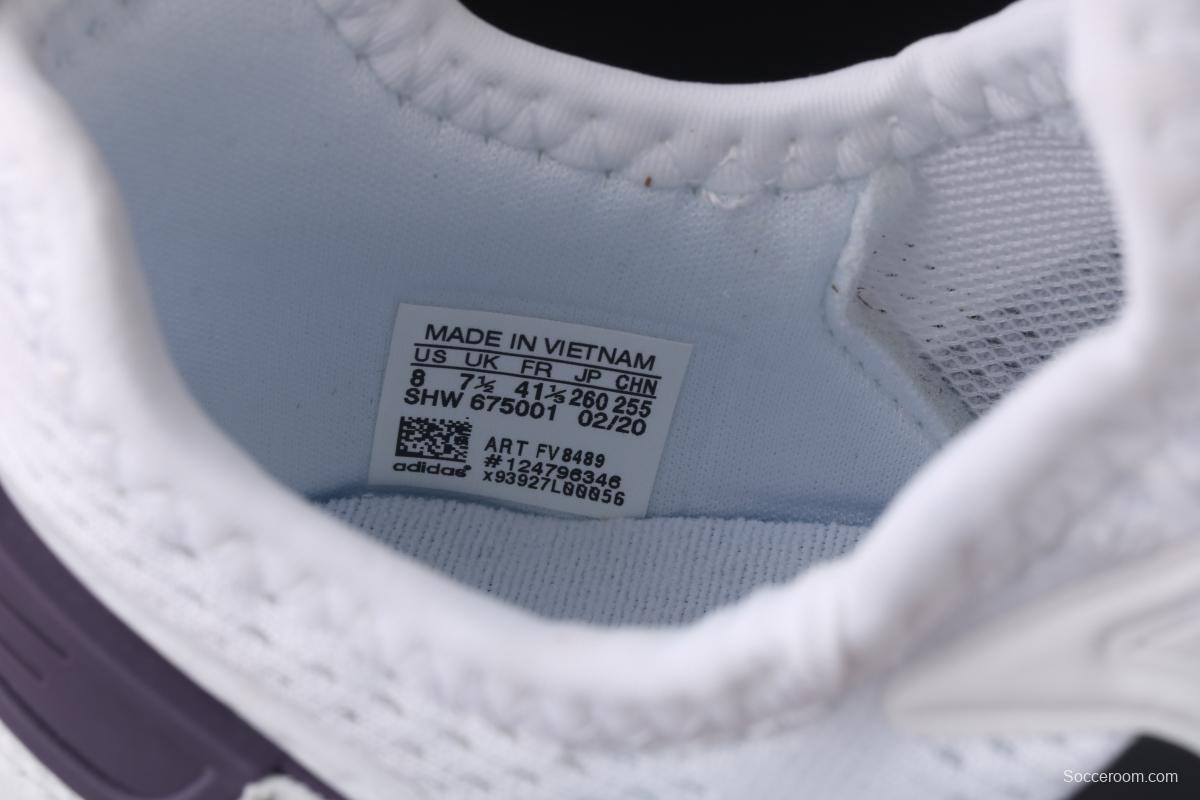 MADE IN VIETNAM
US UK FR JP CHN
8 7½ 41⅓ 260 255
SHW 675001 02/20
ART FV8489
#124796346
adidas
x93927L00056
Socceroom.com